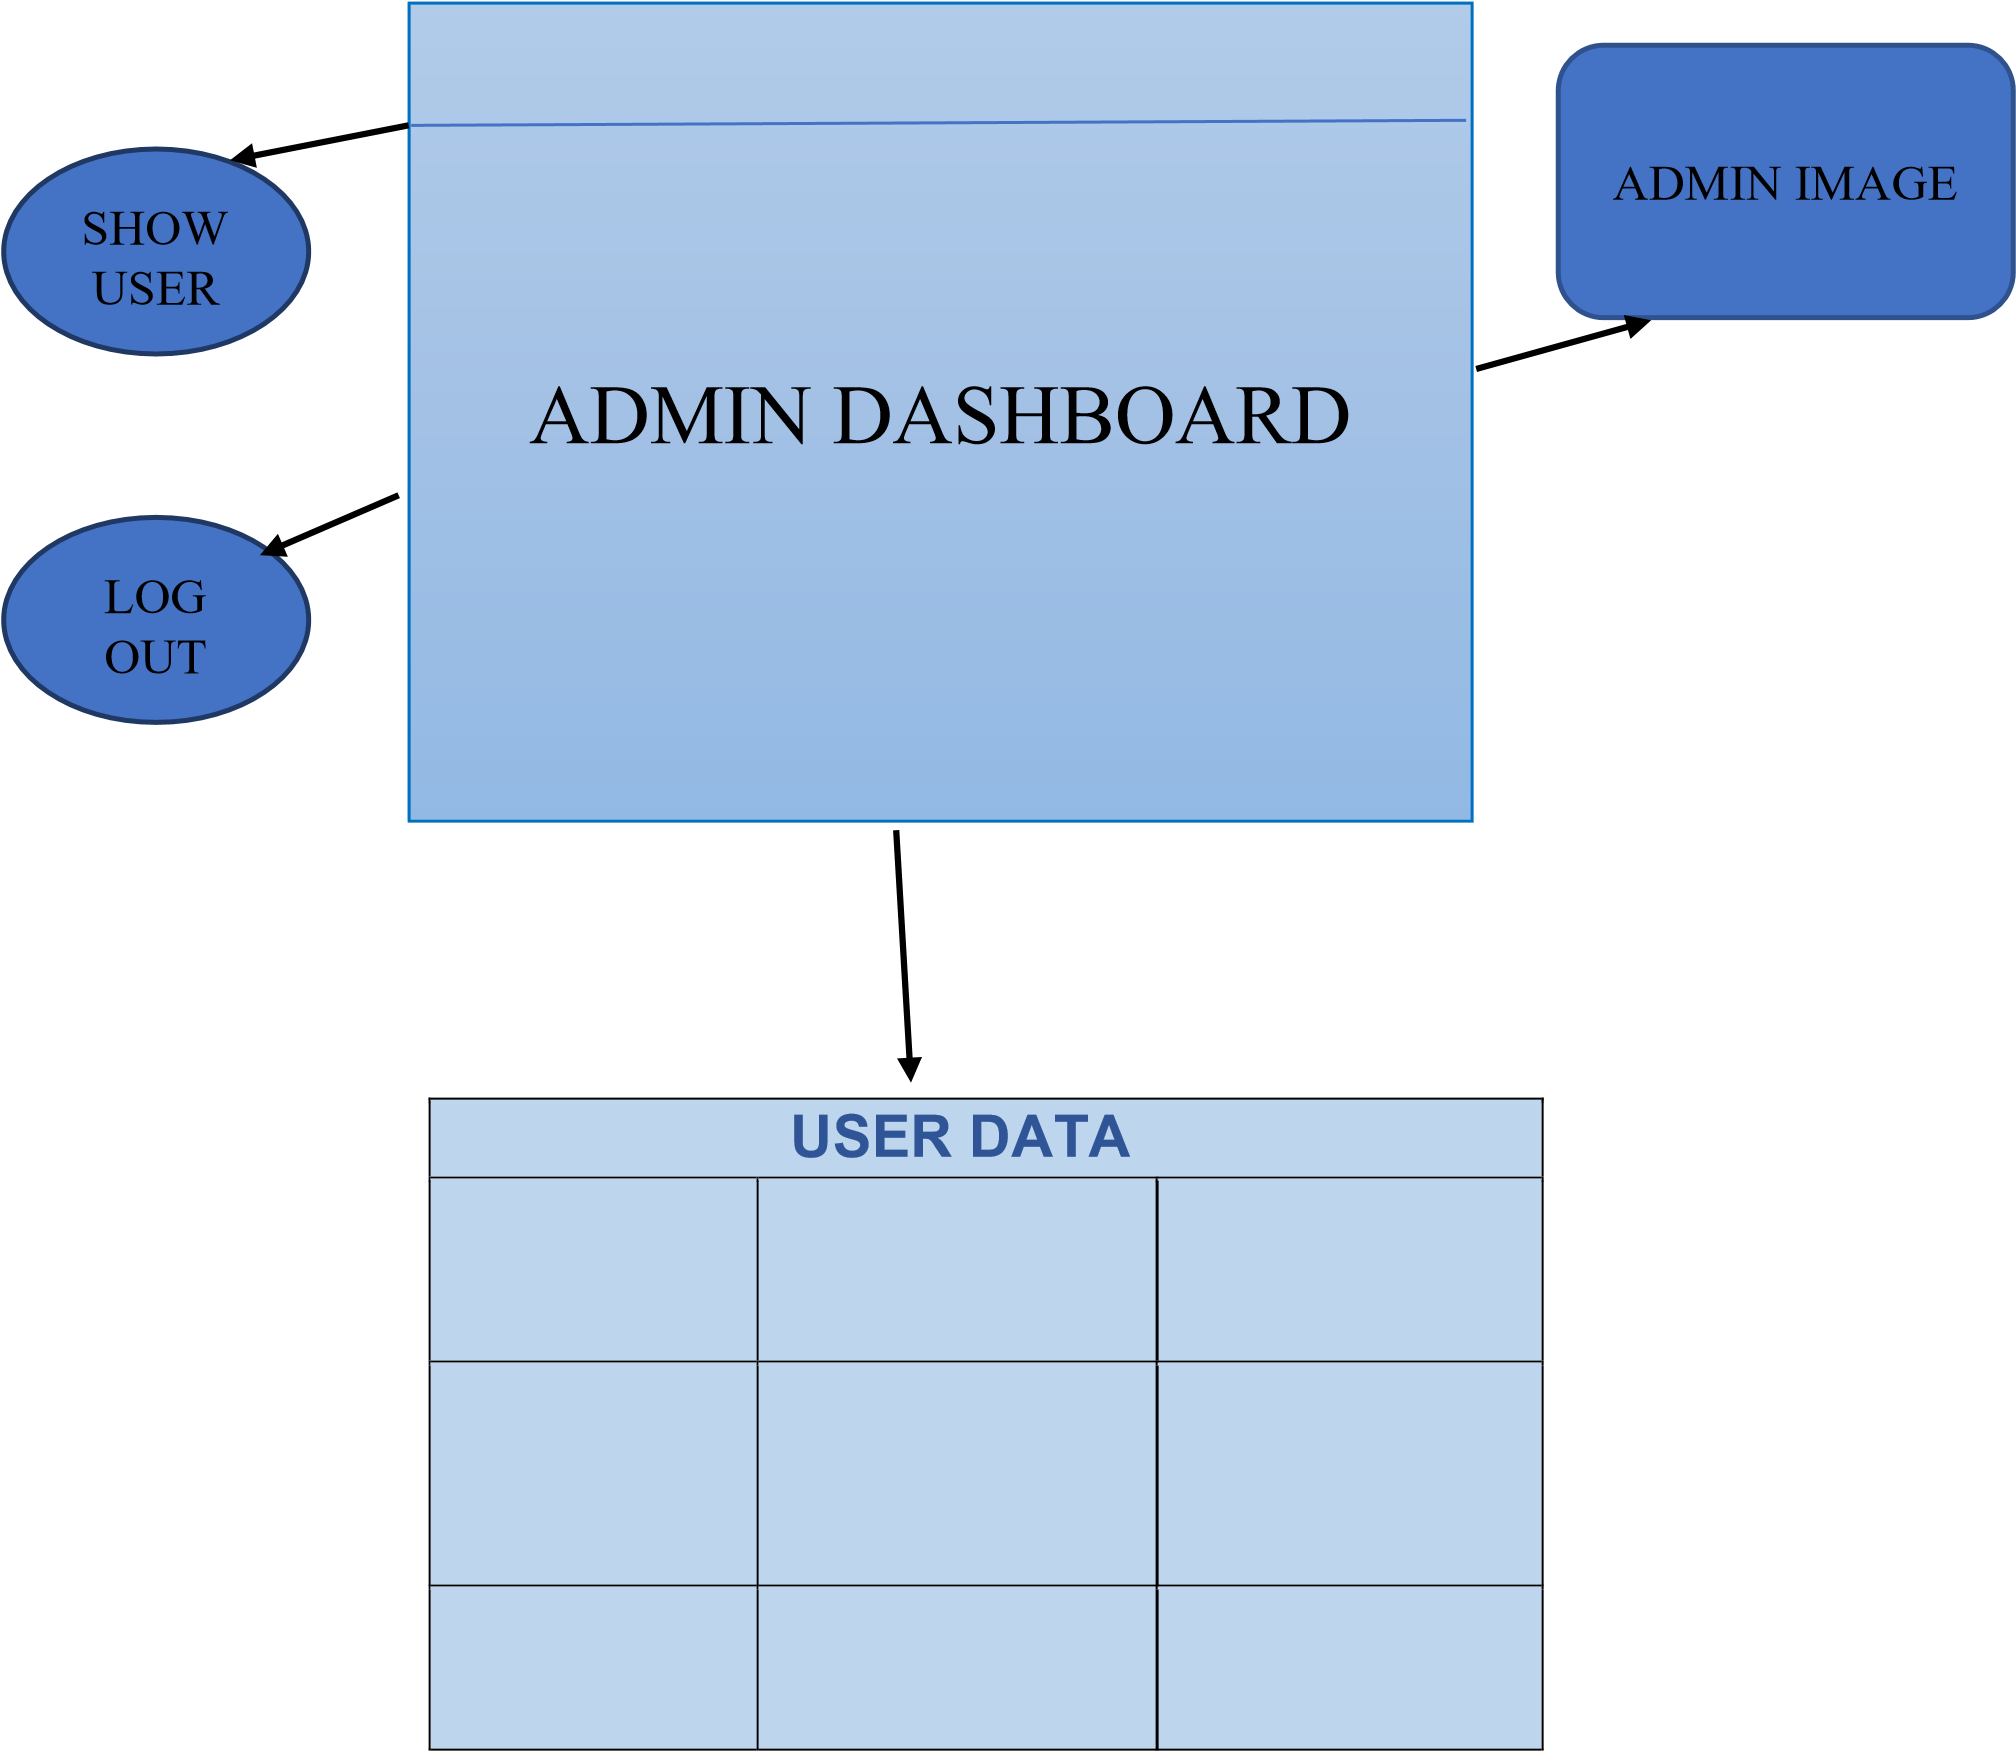 SHOW
USER
ADMIN IMAGE
ADMIN DASHBOARD
LOG
OUT
USER DATA